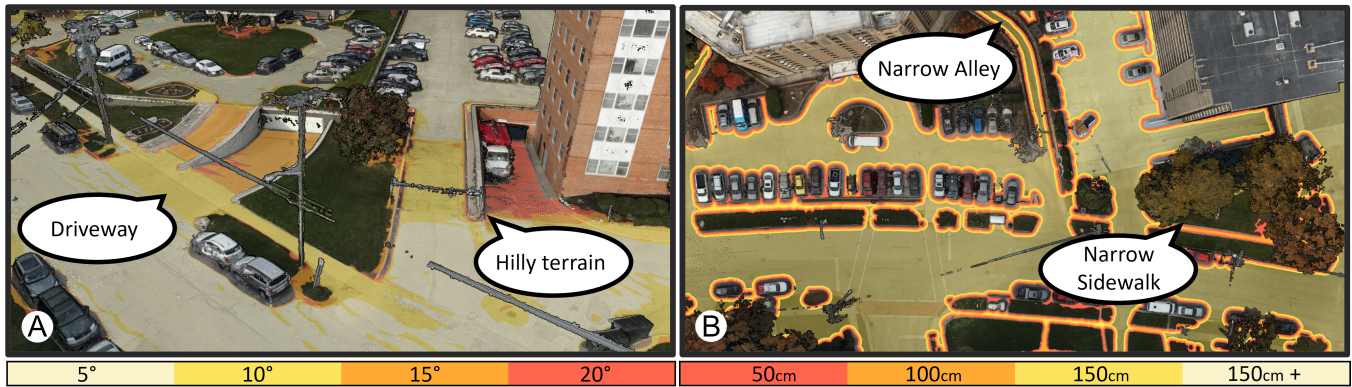 Driveway
Hilly terrain
A
Narrow Alley
Narrow
Sidewalk
B
5°
10°
15°
20°
50cm
100cm
150cm
150cm +